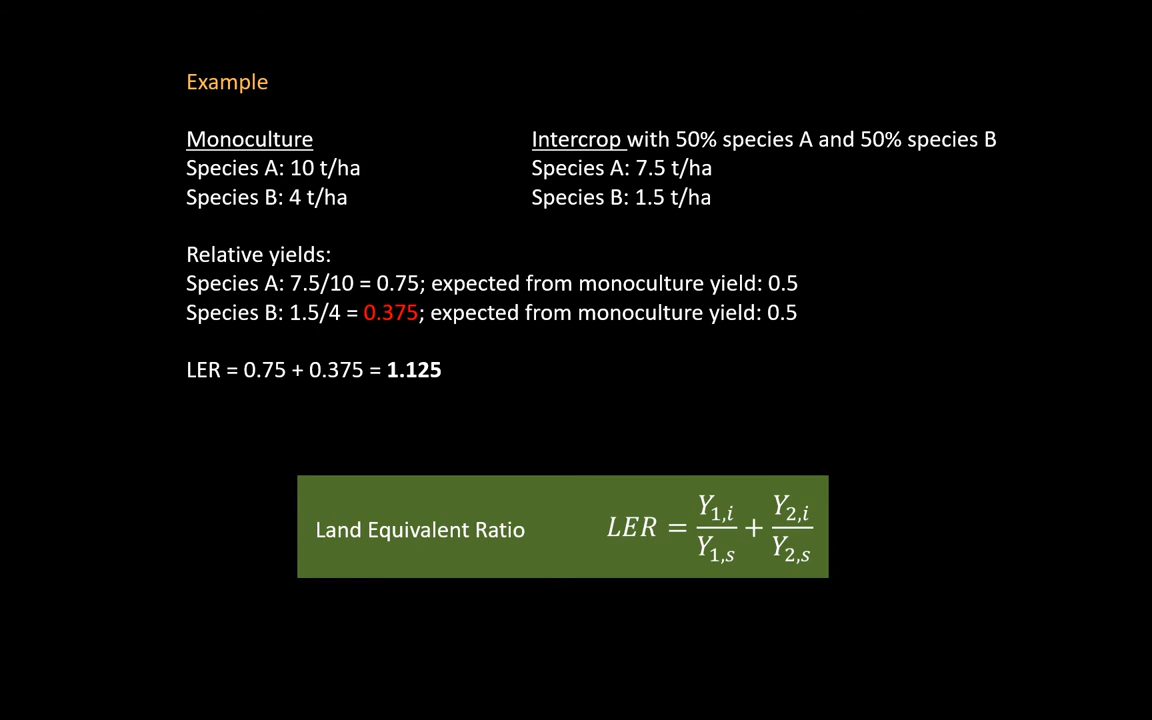 Example
Monoculture
Intercrop with 50% species A and 50% species B
Species A: 10 t/ha
Species A: 7.5 t/ha
Species B: 4 t/ha
Species B: 1.5 t/ha
Relative yields:
Species A: 7.5/10 = 0.75; expected from monoculture yield: 0.5
Species B: 1.5/4 = 0.375; expected from monoculture yield: 0.5
LER = 0.75 + 0.375 = 1.125
Land Equivalent Ratio
LER = Y1,i/Y1,s + Y2,i/Y2,s